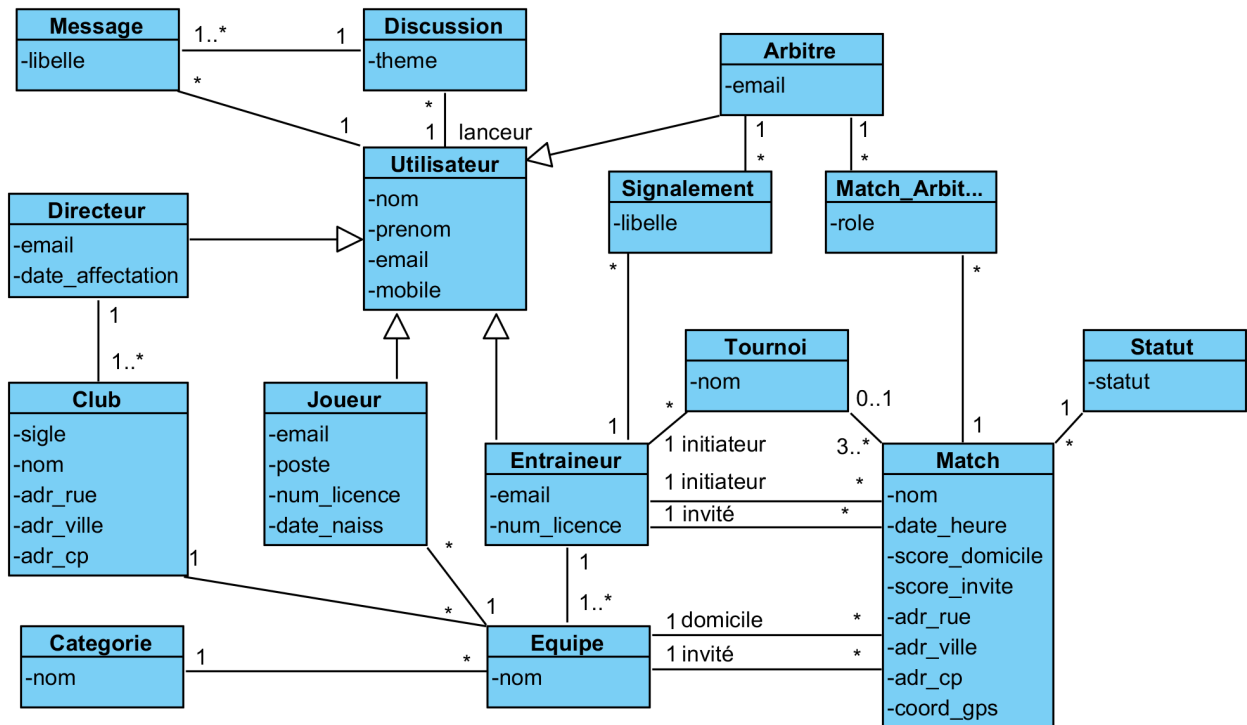 Message
-libelle
1..*
1
Discussion
-theme
Arbitre
-email
*
1
*
1
lanceur
1
*
1
*
Utilisateur
-nom
-prenom
-email
-mobile
Signalement
-libelle
Match_Arbit...
-role
Directeur
-email
-date_affectation
*
*
1
1..*
Tournoi
-nom
Statut
-statut
Club
-sigle
-nom
-adr_rue
-adr_ville
-adr_cp
Joueur
-email
-poste
-num_licence
-date_naiss
*
0..1
1
1
1 initiateur
3..*
1
*
Entraineur
-email
-num_licence
1 initiateur
*
1 invité
*
Match
-nom
-date_heure
-score_domicile
-score_invite
-adr_rue
-adr_ville
-adr_cp
-coord_gps
1
*
1
*
1
1..*
1 domicile
*
1 invité
*
Categorie
-nom
1
*
Equipe
-nom